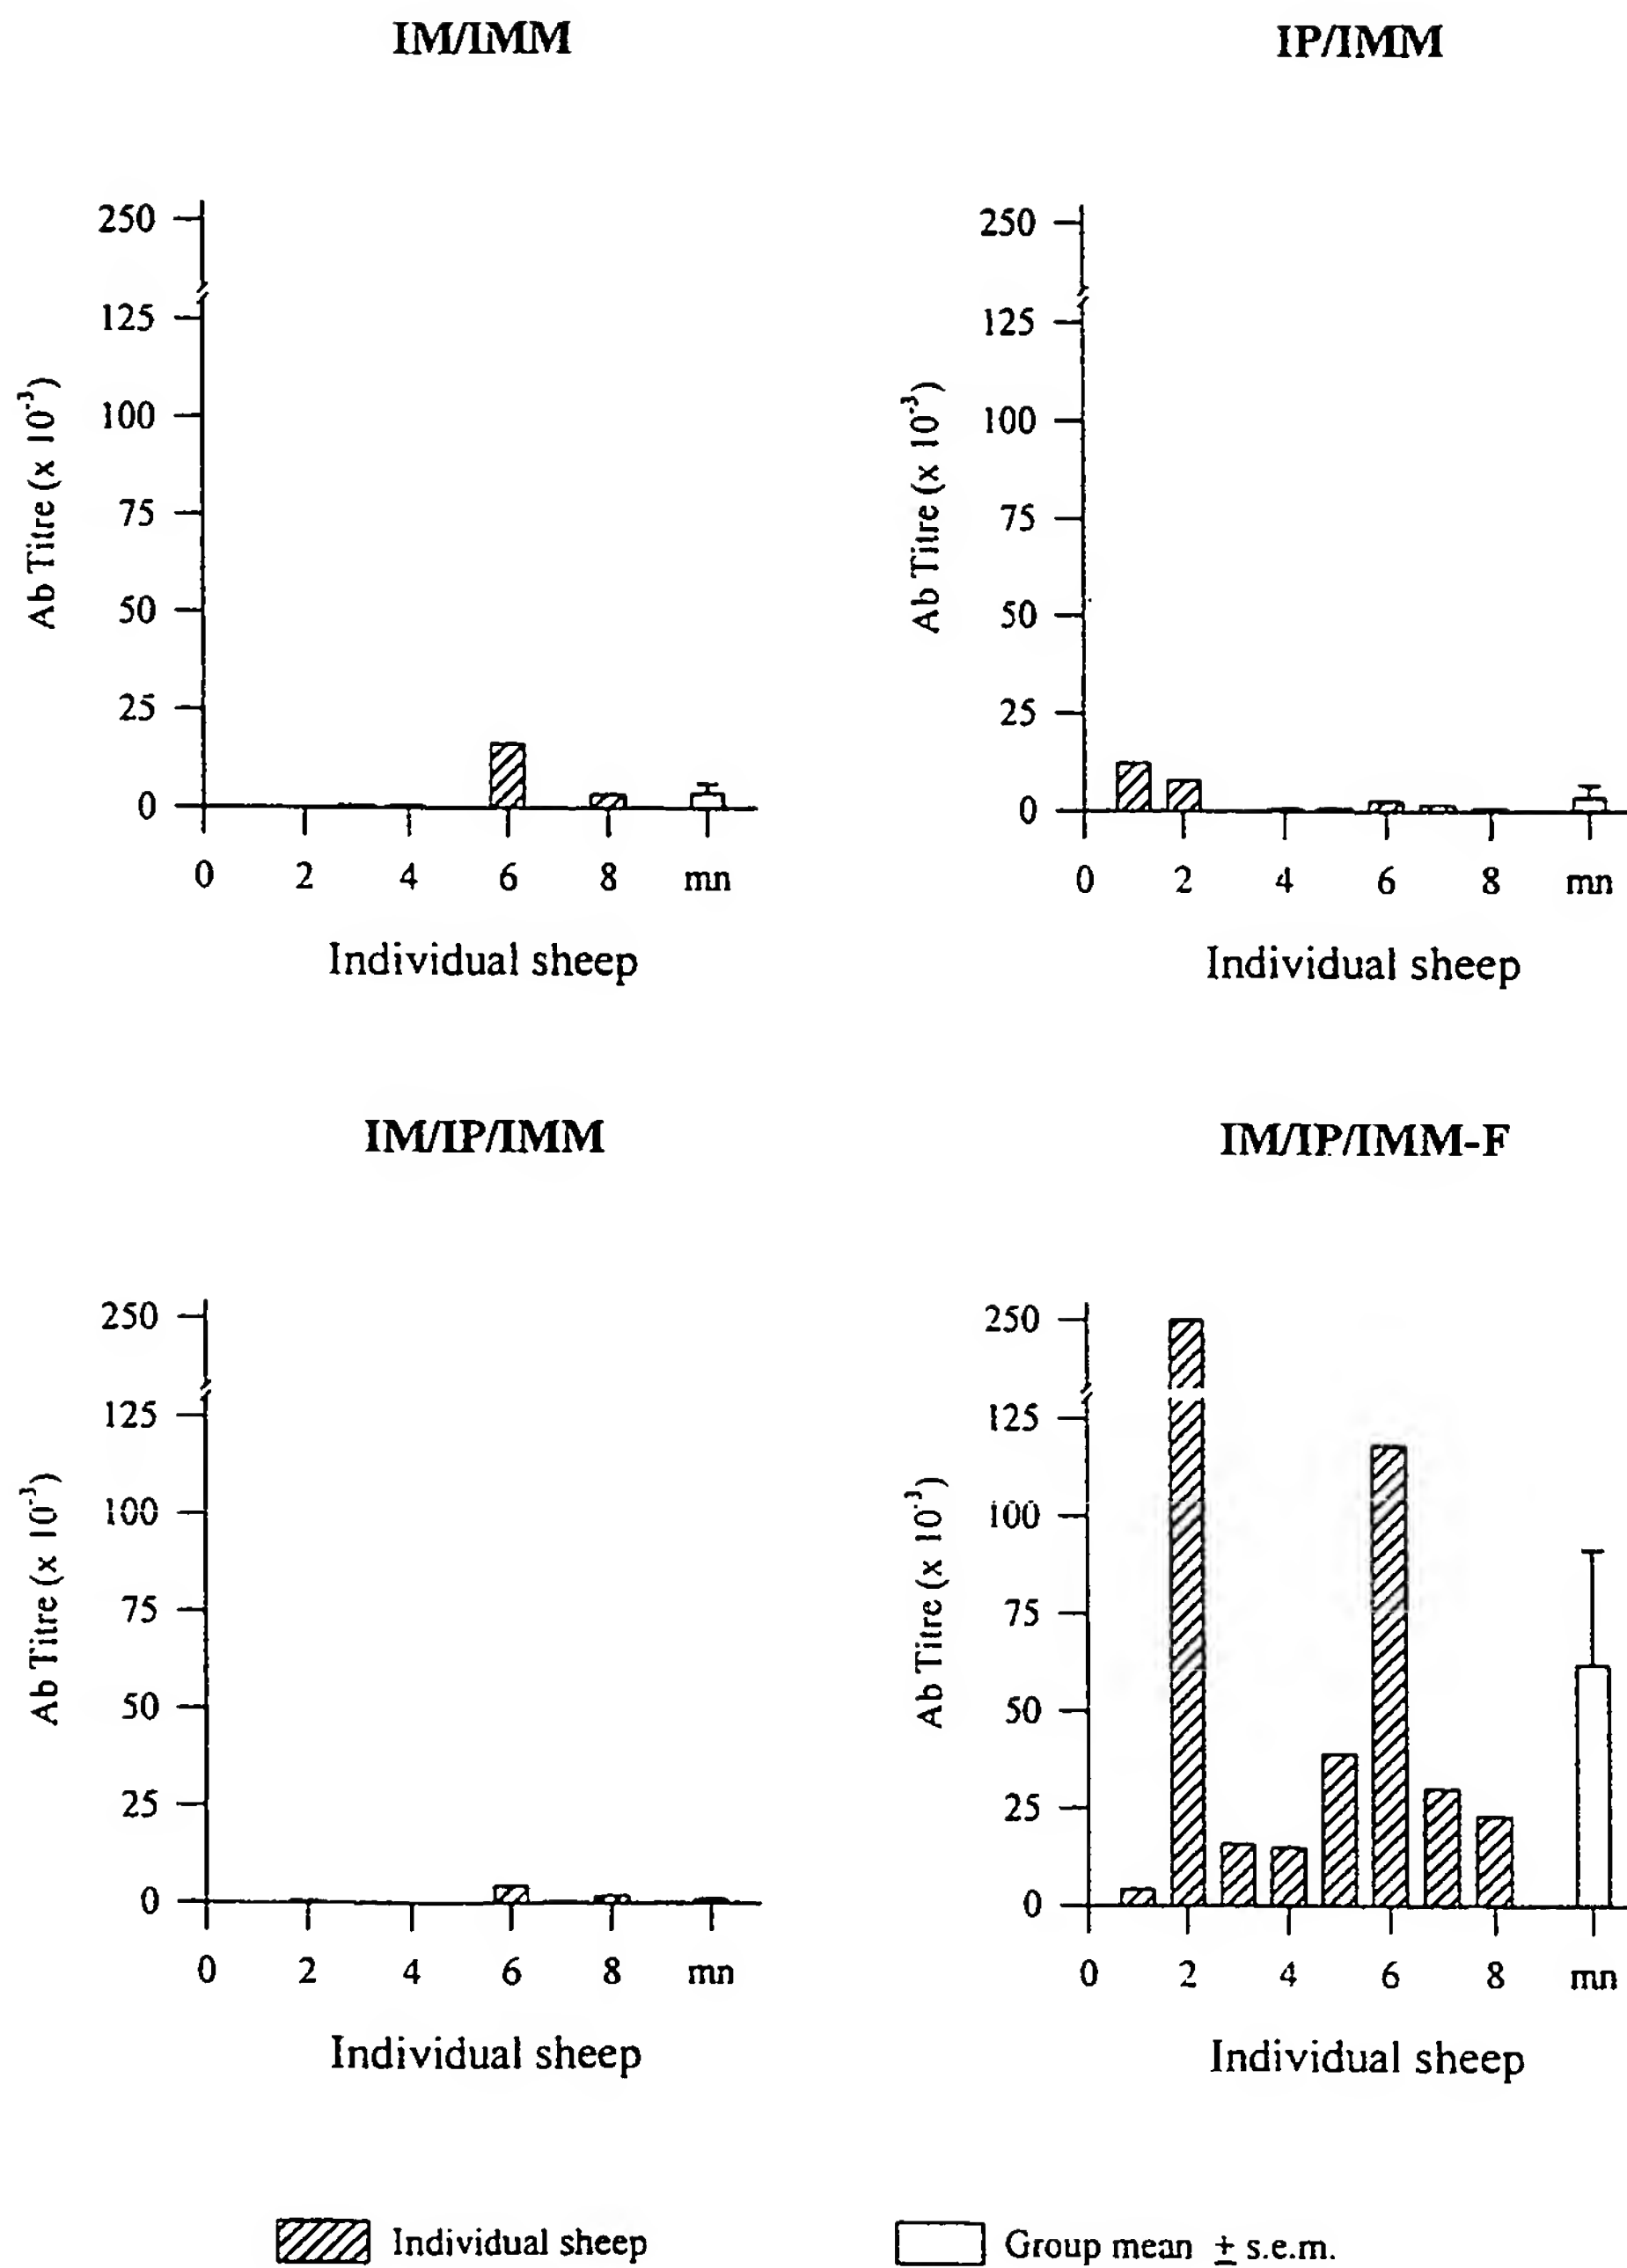 IM/IMM
IP/IMM
250
125
100
75
50
25
0
Ab Titre (x 10⁻³)
0 2 4 6 8 mn
Individual sheep
250
125
100
75
50
25
0
Ab Titre (x 10⁻³)
0 2 4 6 8 mn
Individual sheep
IM/IP/IMM
IM/IP/IMM-F
250
125
100
75
50
25
0
Ab Titre (x 10⁻³)
0 2 4 6 8 mn
Individual sheep
250
125
100
75
50
25
0
Ab Titre (x 10⁻³)
0 2 4 6 8 mn
Individual sheep
Individual sheep
Group mean ± s.e.m.